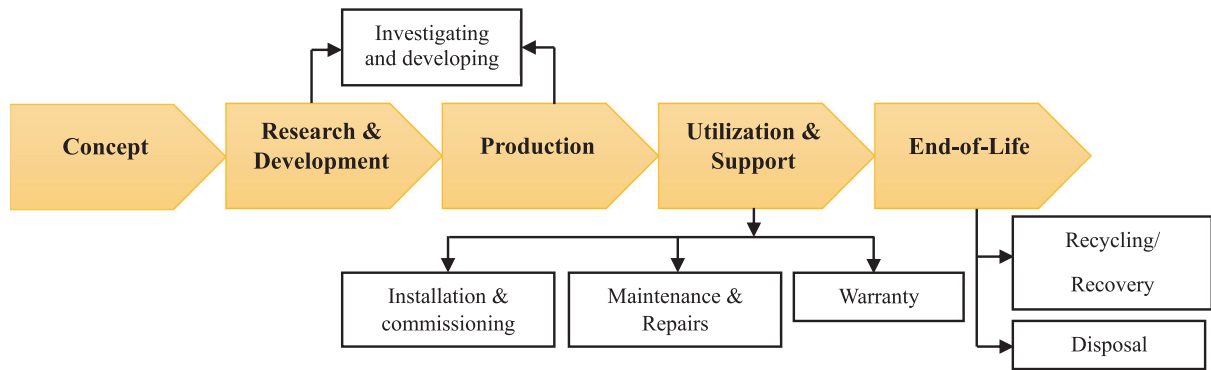 Investigating
and developing
Concept
Research &
Development
Production
Utilization &
Support
End-of-Life
Installation &
commissioning
Maintenance &
Repairs
Warranty
Recycling/
Recovery
Disposal